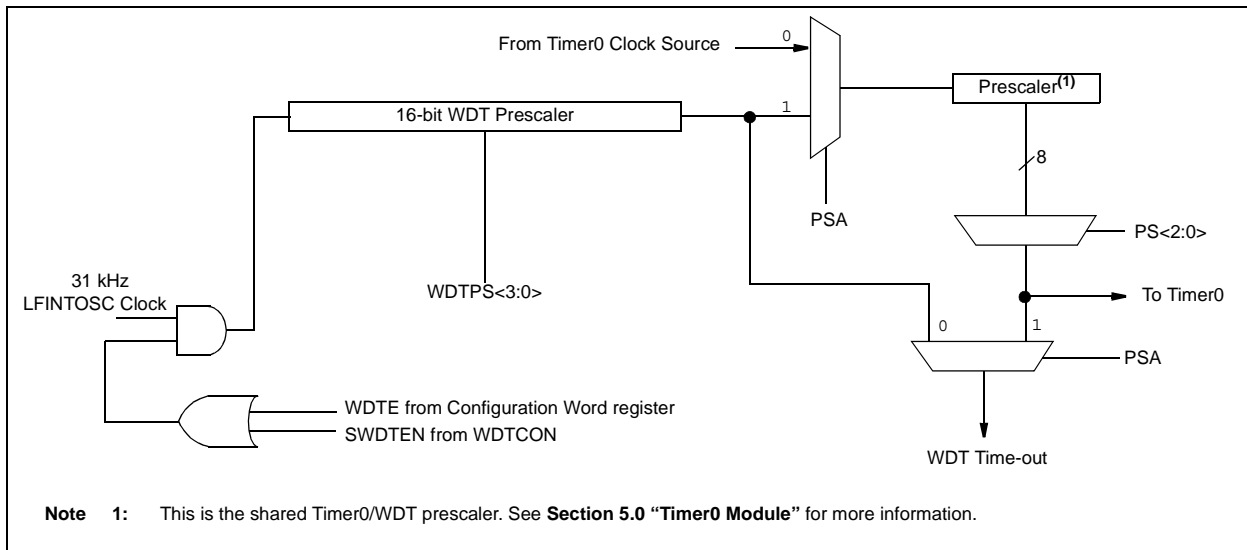 0
From Timer0 Clock Source
Prescaler(1)
16-bit WDT Prescaler
1
8
PSA
PS<2:0>
31 kHz
LFINTOSC Clock
WDTPS<3:0>
To Timer0
0
1
PSA
WDTE from Configuration Word register
SWDTEN from WDTCON
WDT Time-out
Note 1: This is the shared Timer0/WDT prescaler. See Section 5.0 “Timer0 Module” for more information.